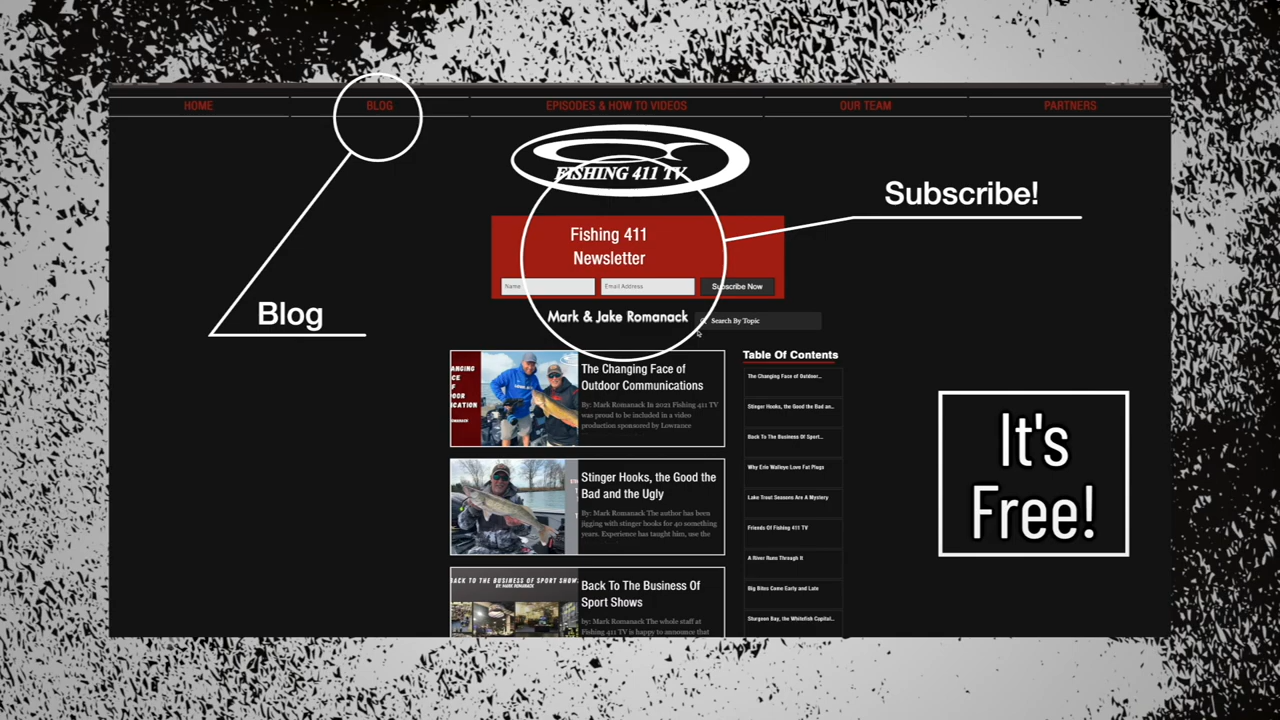 HOME
BLOG
EPISODES & HOW TO VIDEOS
OUR TEAM
PARTNERS
FISHING 411 TV
Subscribe!
Fishing 411
Newsletter
Name
Email Address
Subscribe Now
Blog
Mark & Jake Romanack
Search By Topic
The Changing Face of
Outdoor Communications
By: Mark Romanack In 2021 Fishing 411 TV
was proud to be included in a video
production sponsored by Lowrance
Stinger Hooks, the Good the
Bad and the Ugly
By: Mark Romanack The author has been
jigging with stinger hooks for 40 something
years. Experience has taught him, use the
BACK TO THE BUSINESS OF SPORT SHOWS
BY: MARK ROMANACK
Back To The Business Of
Sport Shows
by: Mark Romanack The whole staff at
Fishing 411 TV is happy to announce that
Table Of Contents
The Changing Face of Outdoor...
Stinger Hooks, the Good the Bad an...
Back To The Business Of Sport...
Why Erie Walleye Love Fat Plugs
Lake Trout Seasons Are A Mystery
Friends Of Fishing 411 TV
A River Runs Through It
Big Bites Come Early and Late
Sturgeon Bay, the Whitefish Capital...
It's
Free!